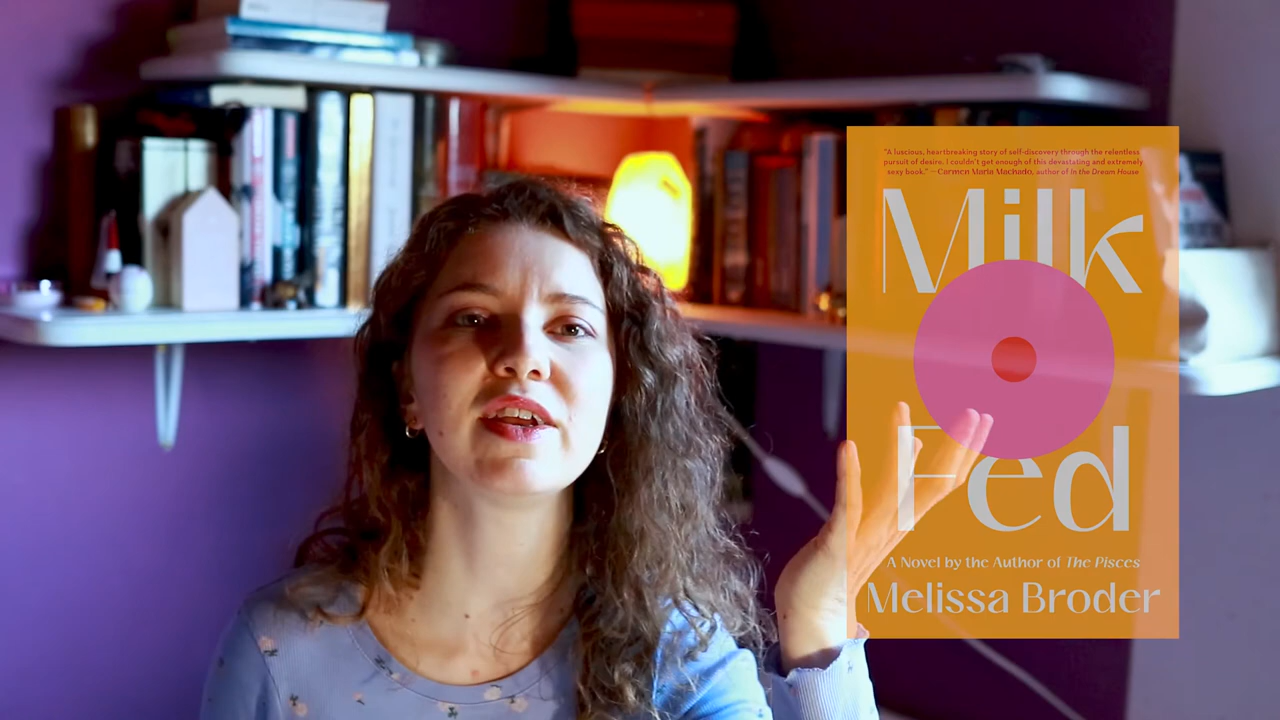 "A luscious, heartbreaking story of self-discovery through the relentless
pursuit of desire. I couldn't get enough of this devastating and extremely
sexy book." —Carmen Maria Machado, author of In the Dream House
Milk
Fed
A Novel by the Author of The Pisces
Melissa Broder